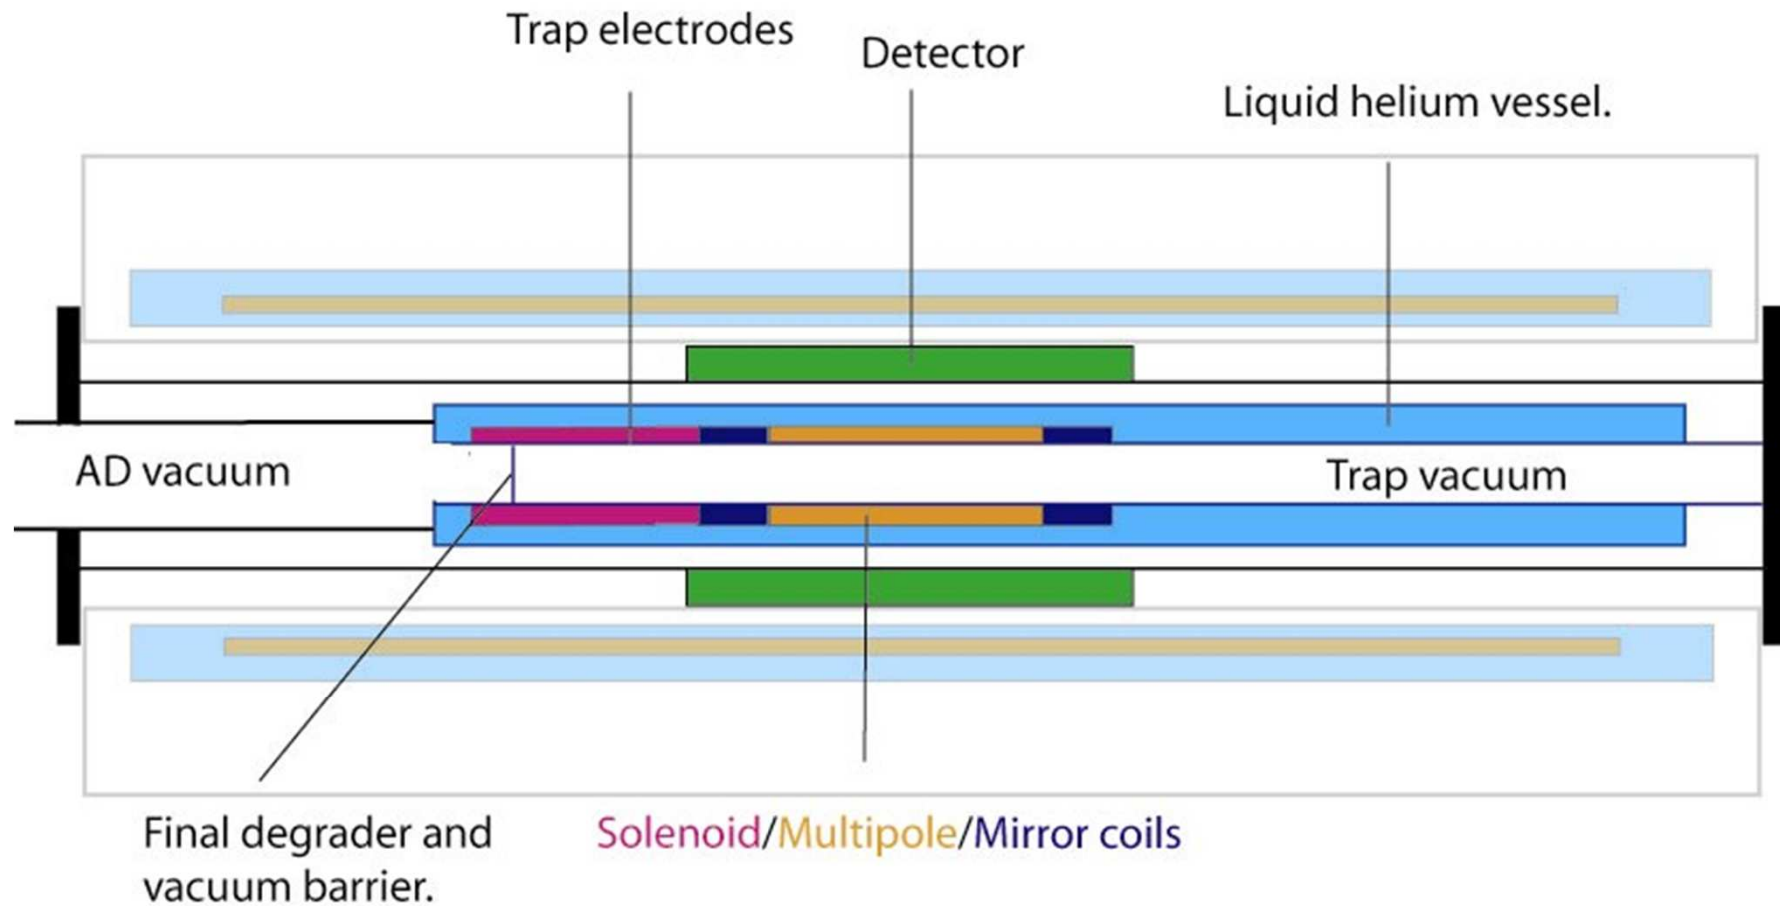 Trap electrodes
Detector
Liquid helium vessel.
AD vacuum
Trap vacuum
Final degrader and
vacuum barrier.
Solenoid/Multipole/Mirror coils